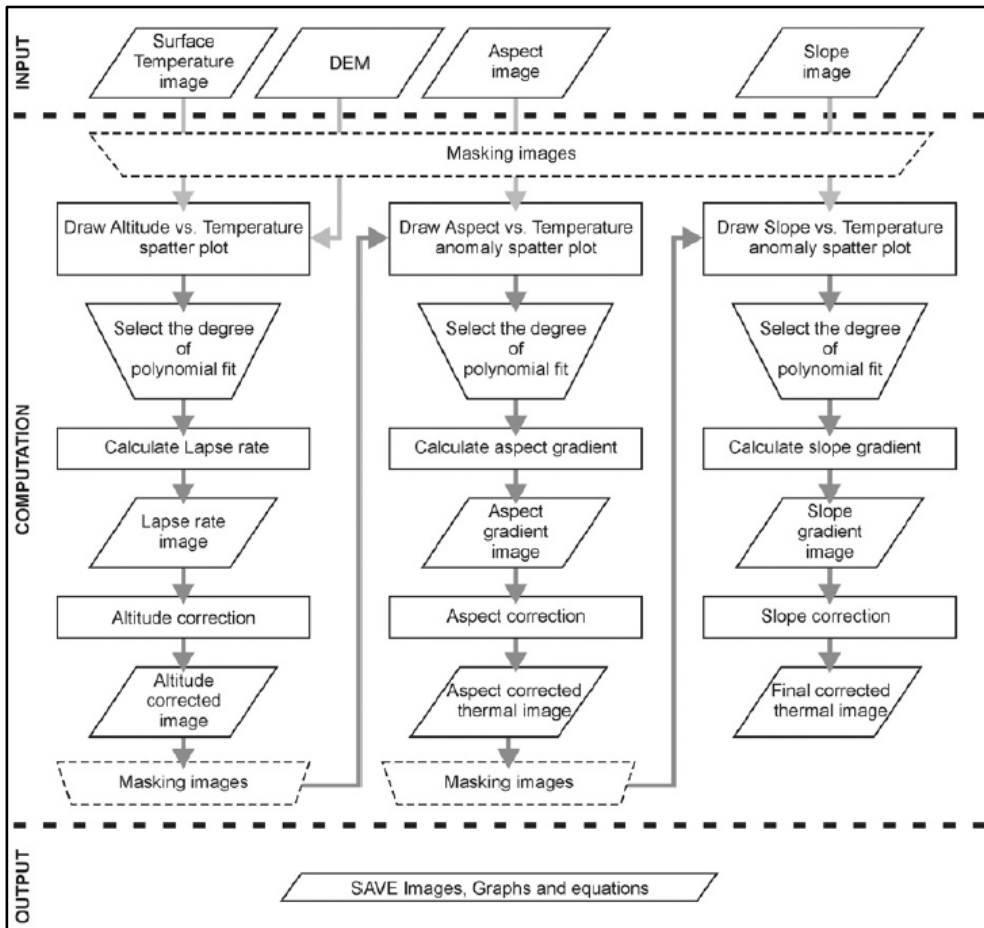 INPUT
Surface
Temperature
image
DEM
Aspect
image
Slope
image
COMPUTATION
Masking images
Draw Altitude vs. Temperature
spatter plot
Select the degree
of
polynomial fit
Calculate Lapse rate
Lapse rate
image
Altitude correction
Altitude
corrected
image
Masking images
Draw Aspect vs. Temperature
anomaly spatter plot
Select the degree
of
polynomial fit
Calculate aspect gradient
Aspect
gradient
image
Aspect correction
Aspect corrected
thermal image
Masking images
Draw Slope vs. Temperature
anomaly spatter plot
Select the degree
of
polynomial fit
Calculate slope gradient
Slope
gradient
image
Slope correction
Final corrected
thermal image
OUTPUT
SAVE Images, Graphs and equations